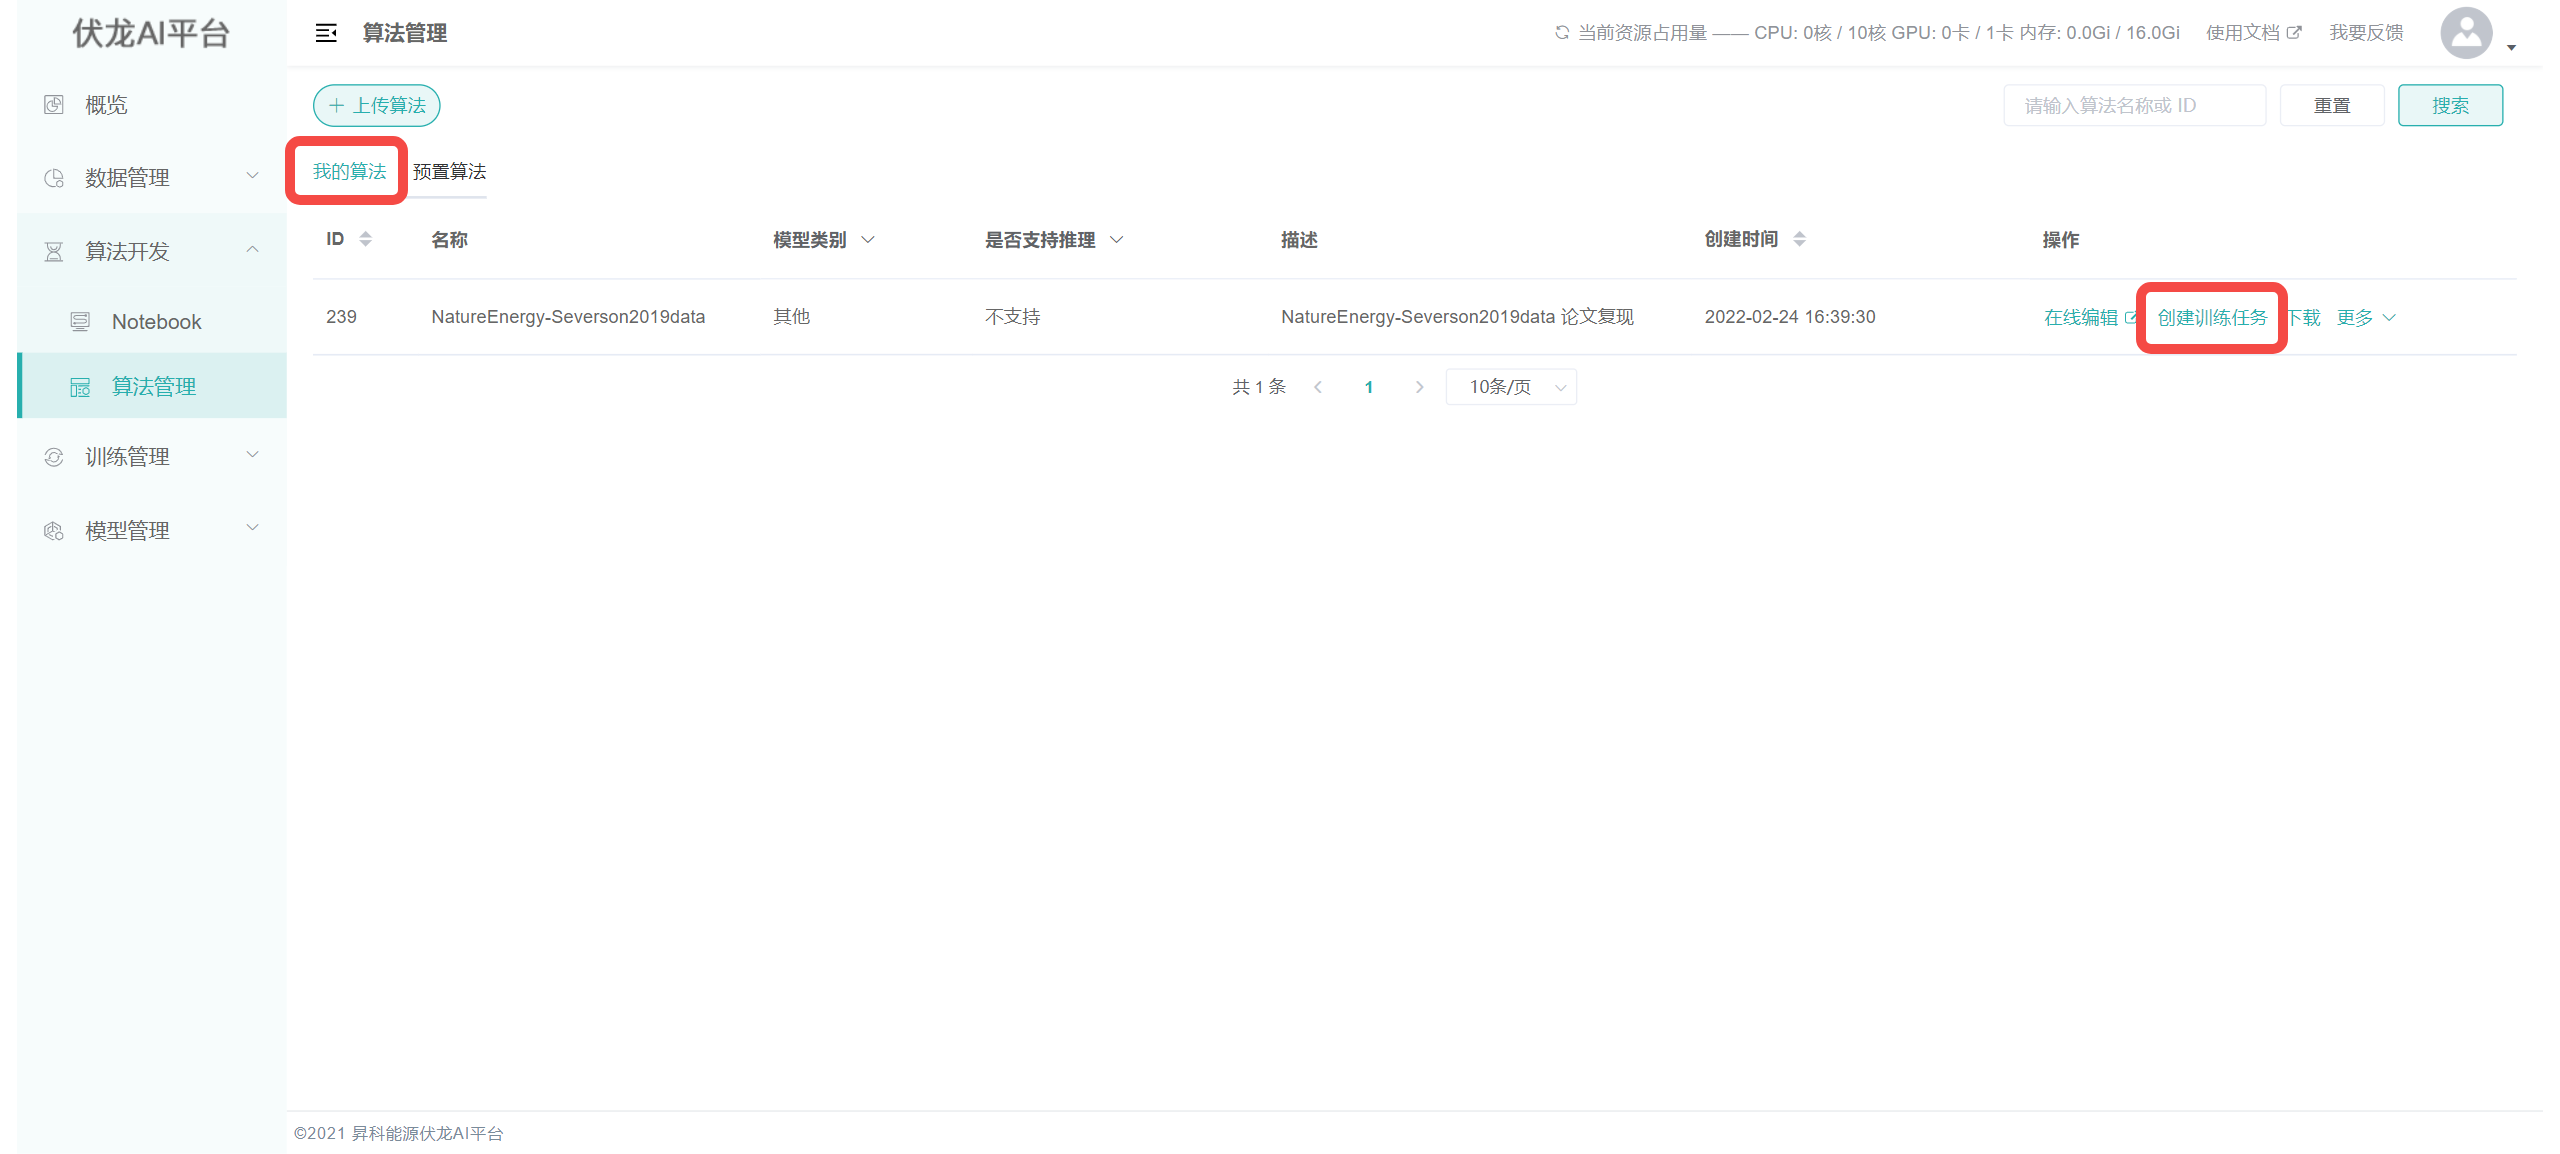 伏龙AI平台
算法管理
当前资源占用量 —— CPU: 0核 / 10核 GPU: 0卡 / 1卡 内存: 0.0Gi / 16.0Gi
使用文档
我要反馈
概览
数据管理
算法开发
Notebook
算法管理
训练管理
模型管理
上传算法
请输入算法名称或 ID
重置
搜索
我的算法 预置算法
ID 名称 模型类别 是否支持推理 描述 创建时间 操作
239 NatureEnergy-Severson2019data 其他 不支持 NatureEnergy-Severson2019data 论文复现 2022-02-24 16:39:30 在线编辑 创建训练任务 下载 更多
共 1 条 1 10条/页
©2021 昇科能源伏龙AI平台